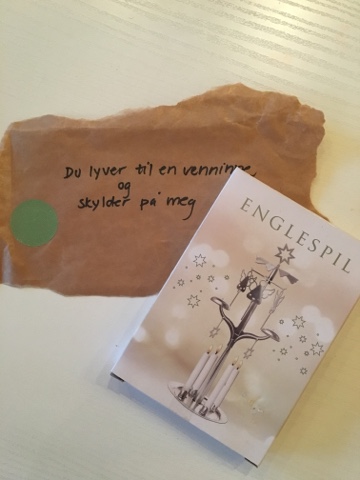 Du lyver til en venninne
og
skylder på meg
ENGLESPIL